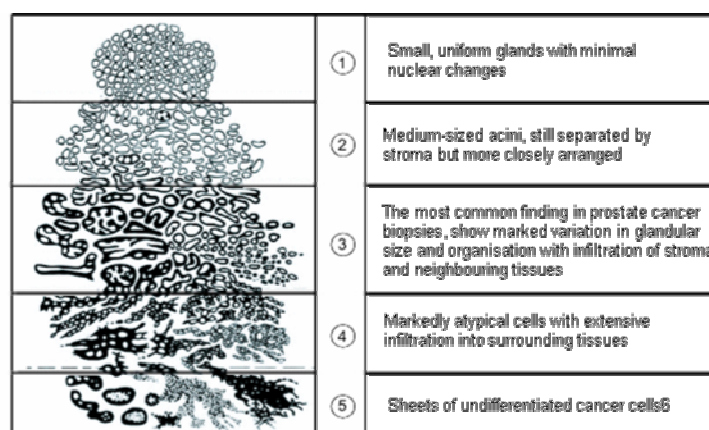 1
Small, uniform glands with minimal
nuclear changes
2
Medium-sized acini, still separated by
stroma but more closely arranged
3
The most common finding in prostate cancer
biopsies, show marked variation in glandular
size and organisation with infiltration of stroma
and neighbouring tissues
4
Markedly atypical cells with extensive
infiltration into surrounding tissues
5
Sheets of undifferentiated cancer cells6